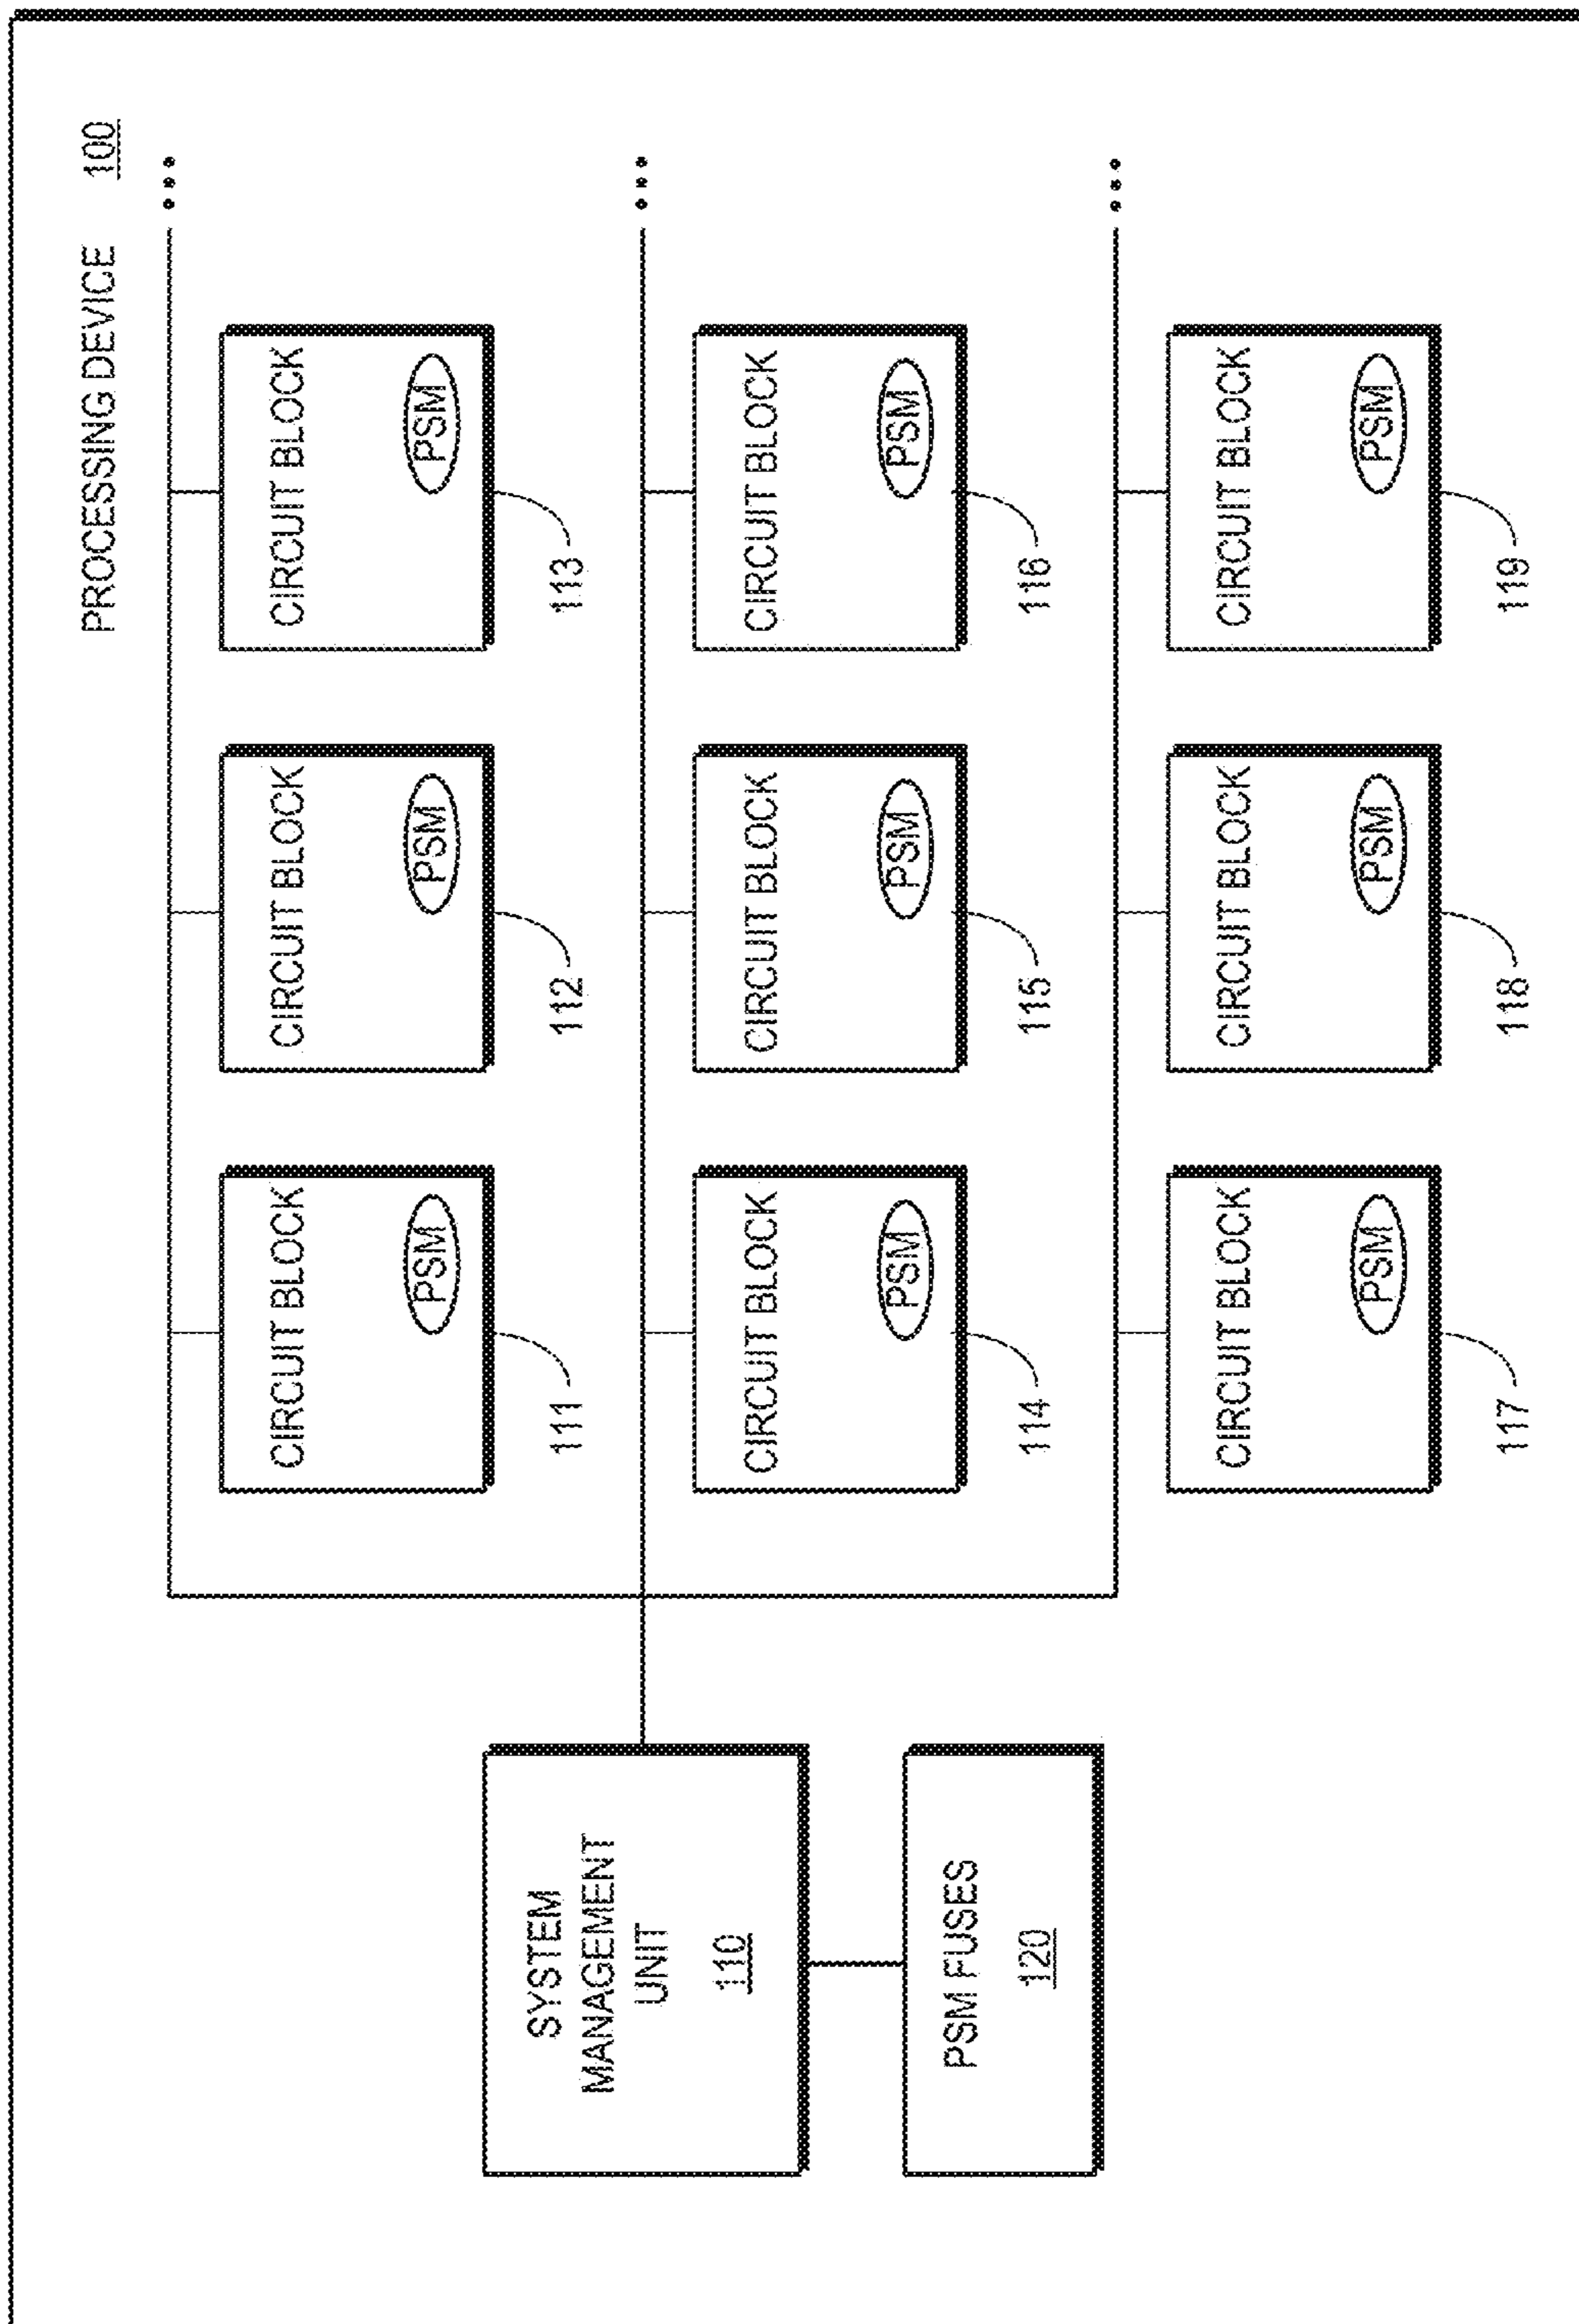 PROCESSING DEVICE 100
CIRCUIT BLOCK
PSM
111
CIRCUIT BLOCK
PSM
112
CIRCUIT BLOCK
PSM
113
SYSTEM
MANAGEMENT
UNIT
110
CIRCUIT BLOCK
PSM
114
CIRCUIT BLOCK
PSM
115
CIRCUIT BLOCK
PSM
116
PSM FUSES
120
CIRCUIT BLOCK
PSM
117
CIRCUIT BLOCK
PSM
118
CIRCUIT BLOCK
PSM
119